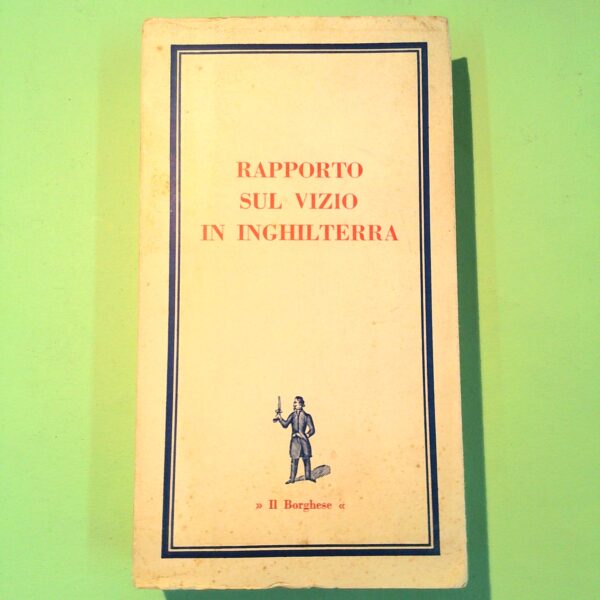 RAPPORTO
SUL VIZIO
IN INGHILTERRA
» Il Borghese «